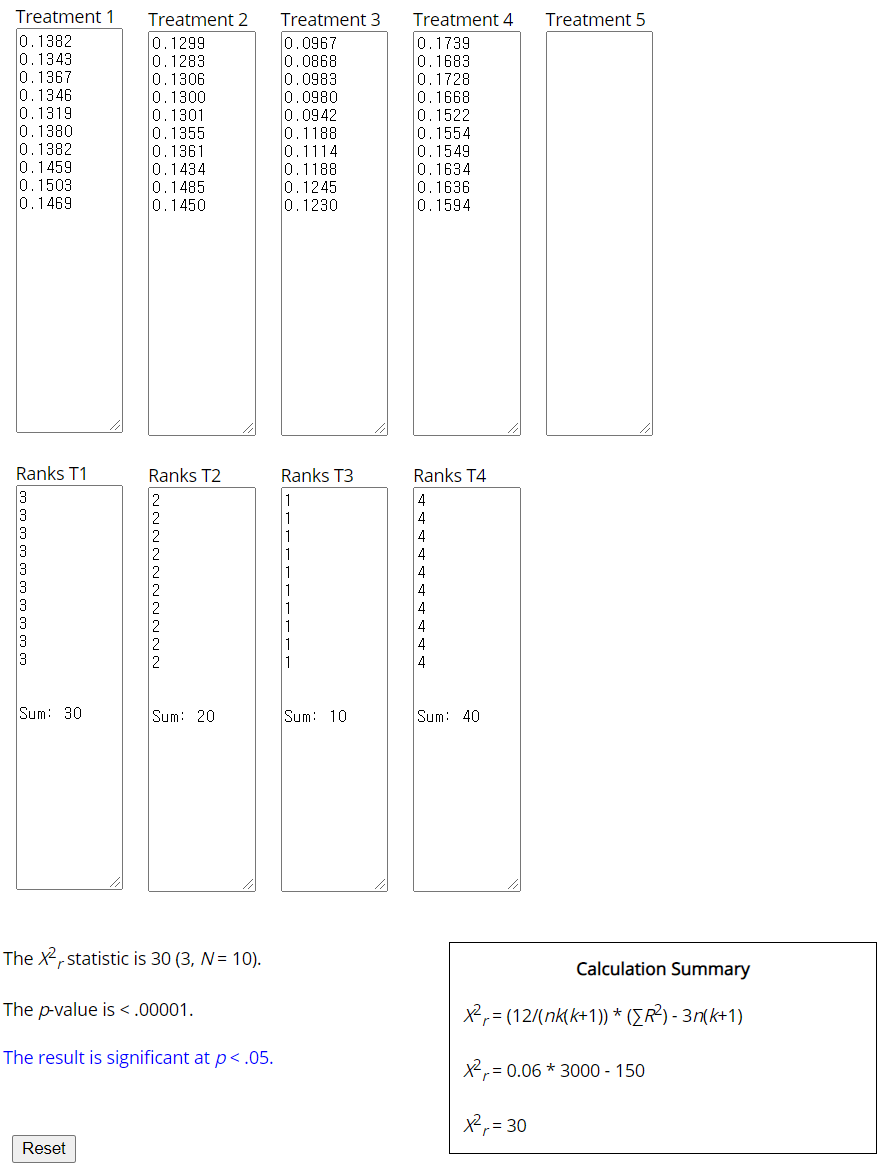 Treatment 1 Treatment 2 Treatment 3 Treatment 4 Treatment 5
0.1382 0.1299 0.0967 0.1739
0.1343 0.1283 0.0868 0.1683
0.1367 0.1306 0.0983 0.1728
0.1346 0.1300 0.0980 0.1668
0.1319 0.1301 0.0942 0.1522
0.1380 0.1355 0.1188 0.1554
0.1382 0.1361 0.1114 0.1549
0.1459 0.1434 0.1188 0.1634
0.1503 0.1485 0.1245 0.1636
0.1469 0.1450 0.1230 0.1594
Ranks T1 Ranks T2 Ranks T3 Ranks T4
3 2 1 4
3 2 1 4
3 2 1 4
3 2 1 4
3 2 1 4
3 2 1 4
3 2 1 4
3 2 1 4
3 2 1 4
3 2 1 4
Sum: 30 Sum: 20 Sum: 10 Sum: 40
The X²r statistic is 30 (3, N = 10).
The p-value is < .00001.
The result is significant at p < .05.
Reset
Calculation Summary
X²r = (12/(nk(k+1)) * (∑R²) - 3n(k+1)
X²r = 0.06 * 3000 - 150
X²r = 30